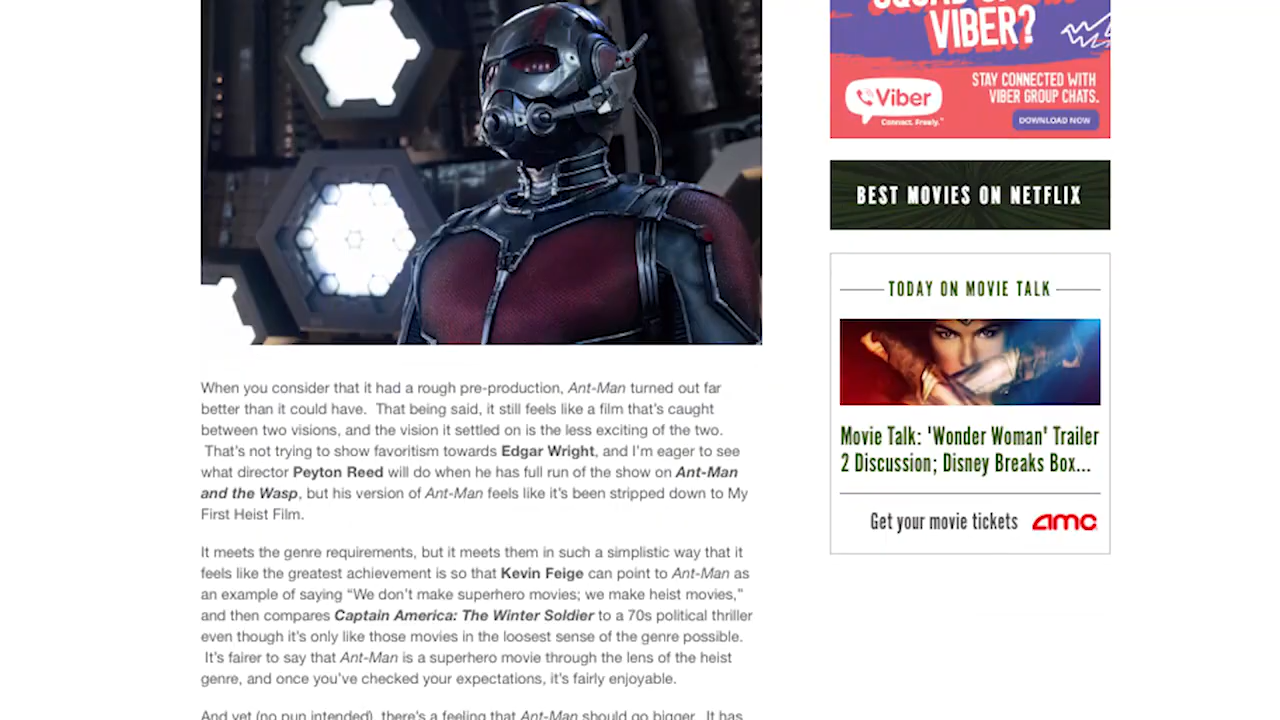 VIBER?
STAY CONNECTED WITH
VIBER GROUP CHATS.
Viber
Connect. Freely.™
DOWNLOAD NOW
BEST MOVIES ON NETFLIX
TODAY ON MOVIE TALK
Movie Talk: 'Wonder Woman' Trailer
2 Discussion; Disney Breaks Box...
Get your movie tickets amc
When you consider that it had a rough pre-production, Ant-Man turned out far
better than it could have.  That being said, it still feels like a film that's caught
between two visions, and the vision it settled on is the less exciting of the two.
That's not trying to show favoritism towards Edgar Wright, and I'm eager to see
what director Peyton Reed will do when he has full run of the show on Ant-Man
and the Wasp, but his version of Ant-Man feels like it's been stripped down to My
First Heist Film.
It meets the genre requirements, but it meets them in such a simplistic way that it
feels like the greatest achievement is so that Kevin Feige can point to Ant-Man as
an example of saying “We don't make superhero movies; we make heist movies,”
and then compares Captain America: The Winter Soldier to a 70s political thriller
even though it's only like those movies in the loosest sense of the genre possible.
It's fairer to say that Ant-Man is a superhero movie through the lens of the heist
genre, and once you've checked your expectations, it's fairly enjoyable.
And yet (no pun intended), there's a feeling that Ant-Man should go bigger.  It has